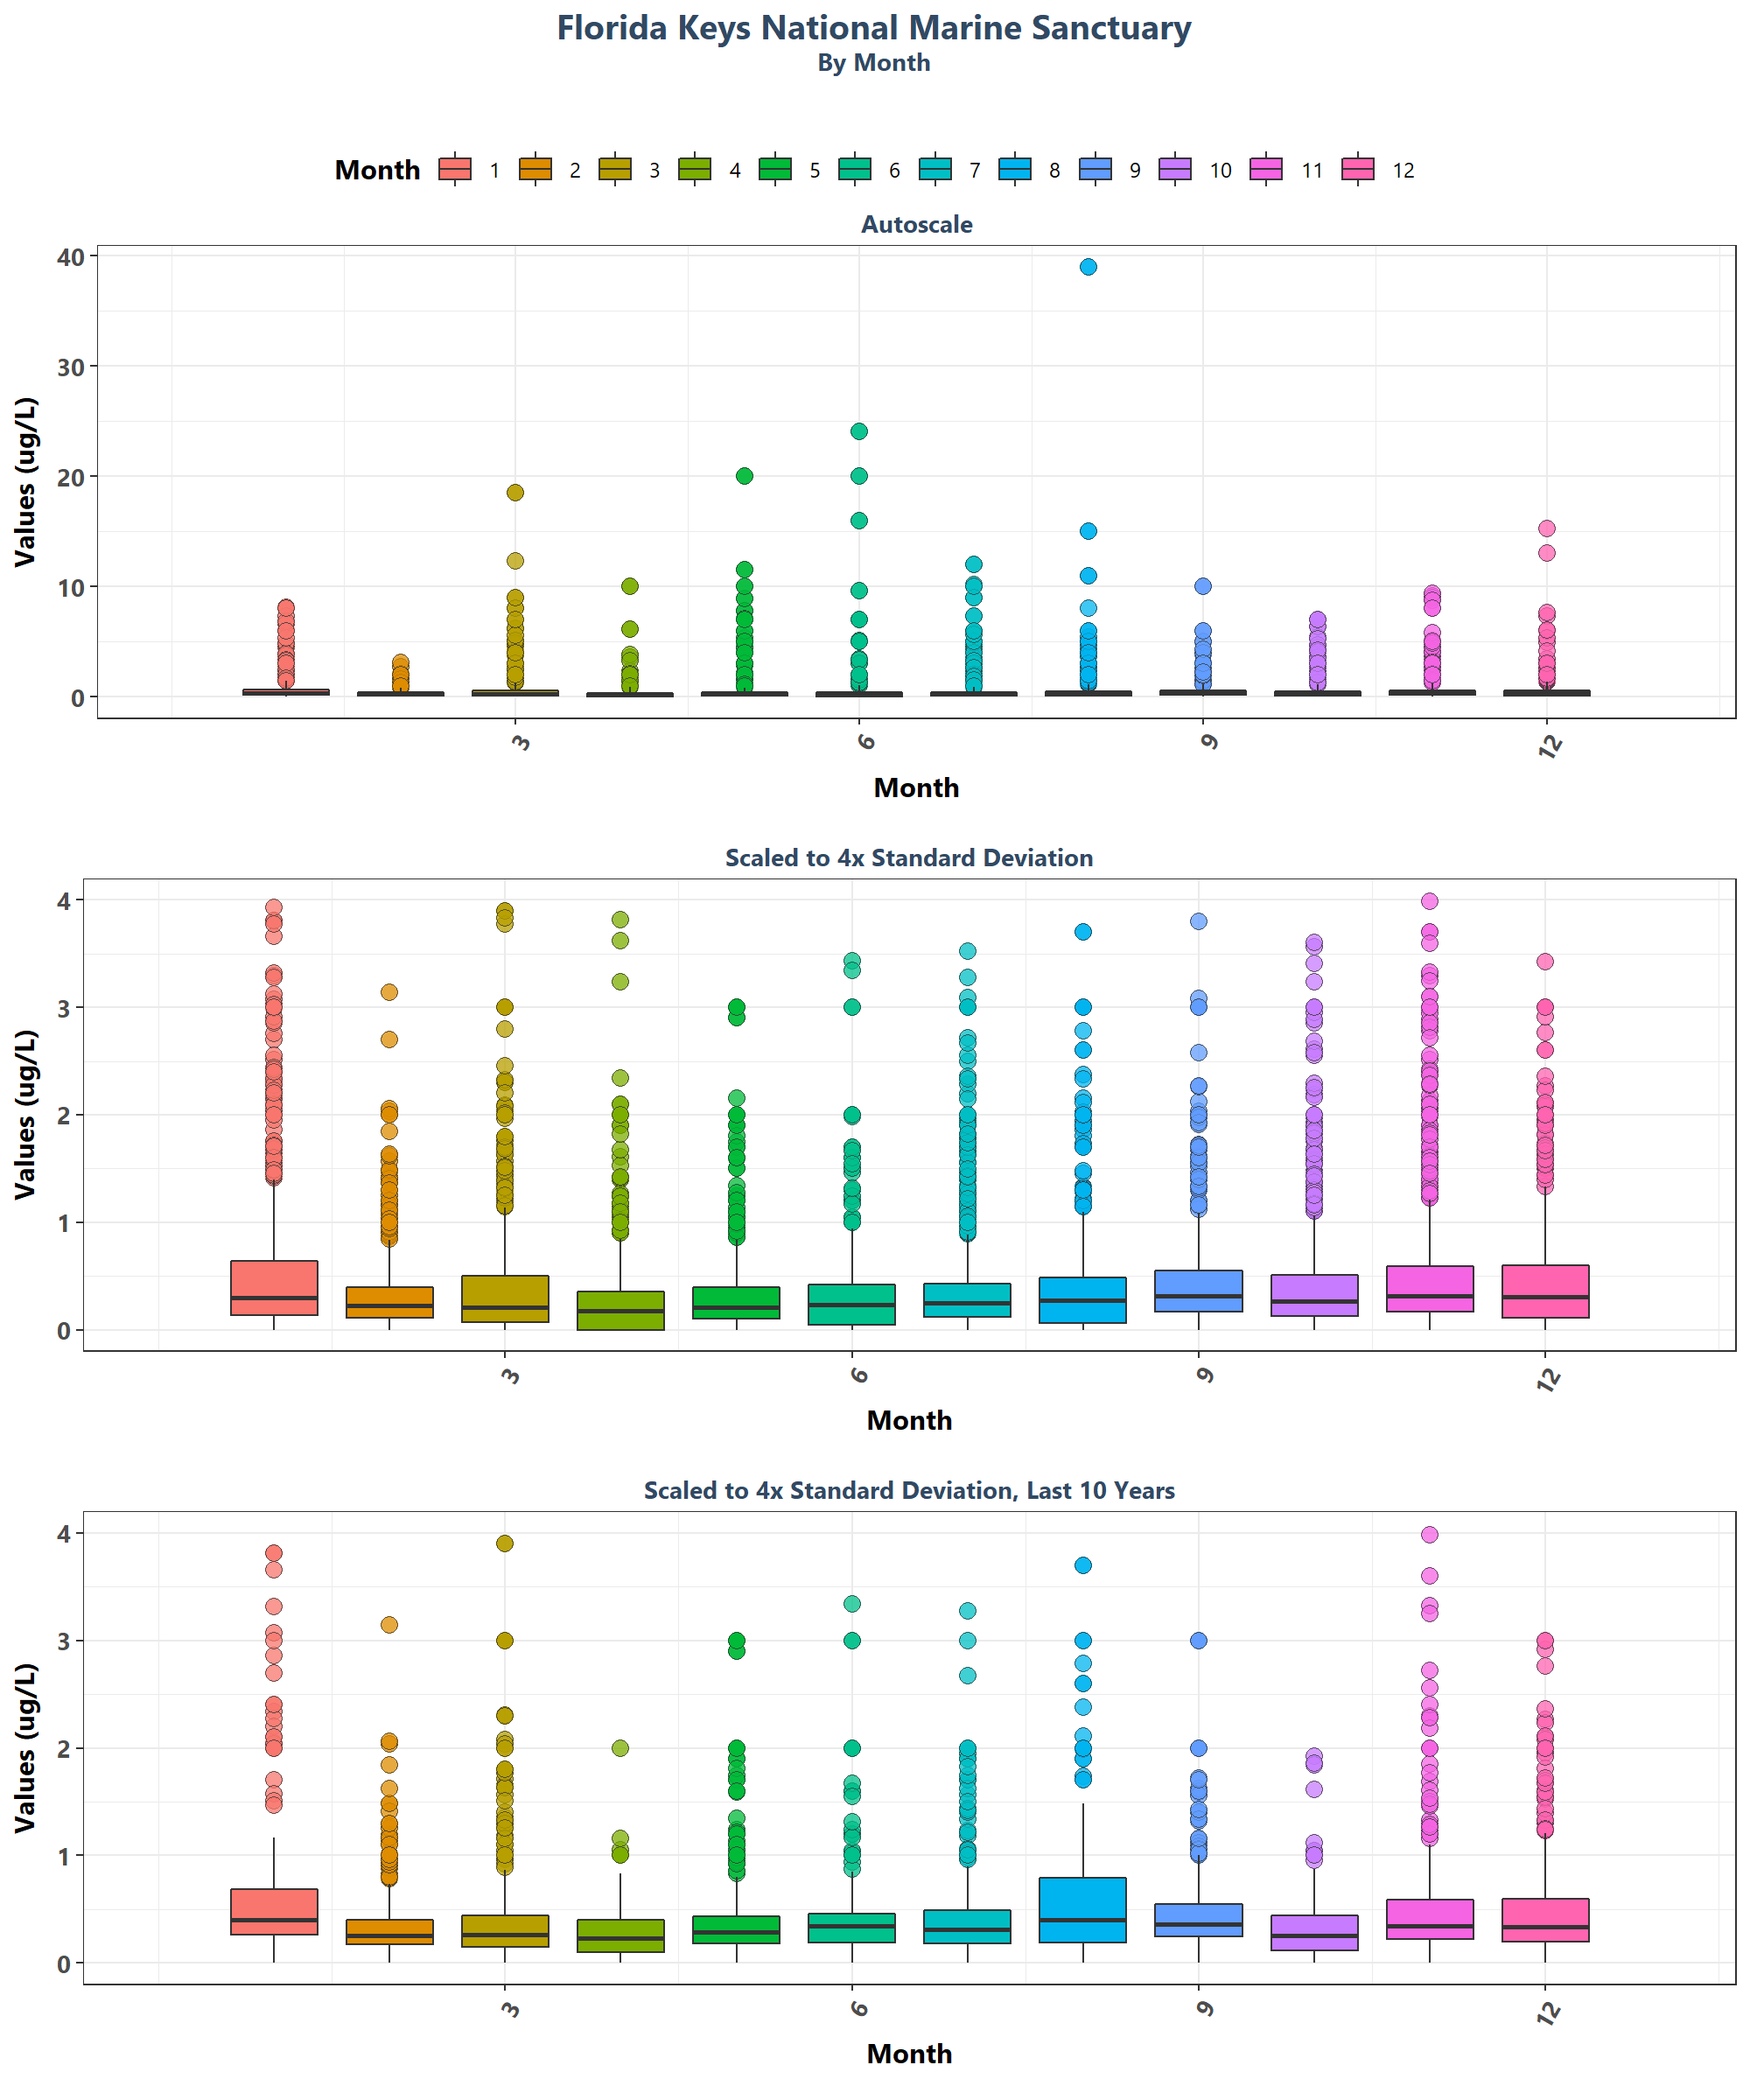 Florida Keys National Marine Sanctuary
By Month
Month 1 2 3 4 5 6 7 8 9 10 11 12
Autoscale
Values (ug/L)
40
30
20
10
0
3 6 9 12
Month
Scaled to 4x Standard Deviation
Values (ug/L)
4
3
2
1
0
3 6 9 12
Month
Scaled to 4x Standard Deviation, Last 10 Years
Values (ug/L)
4
3
2
1
0
3 6 9 12
Month